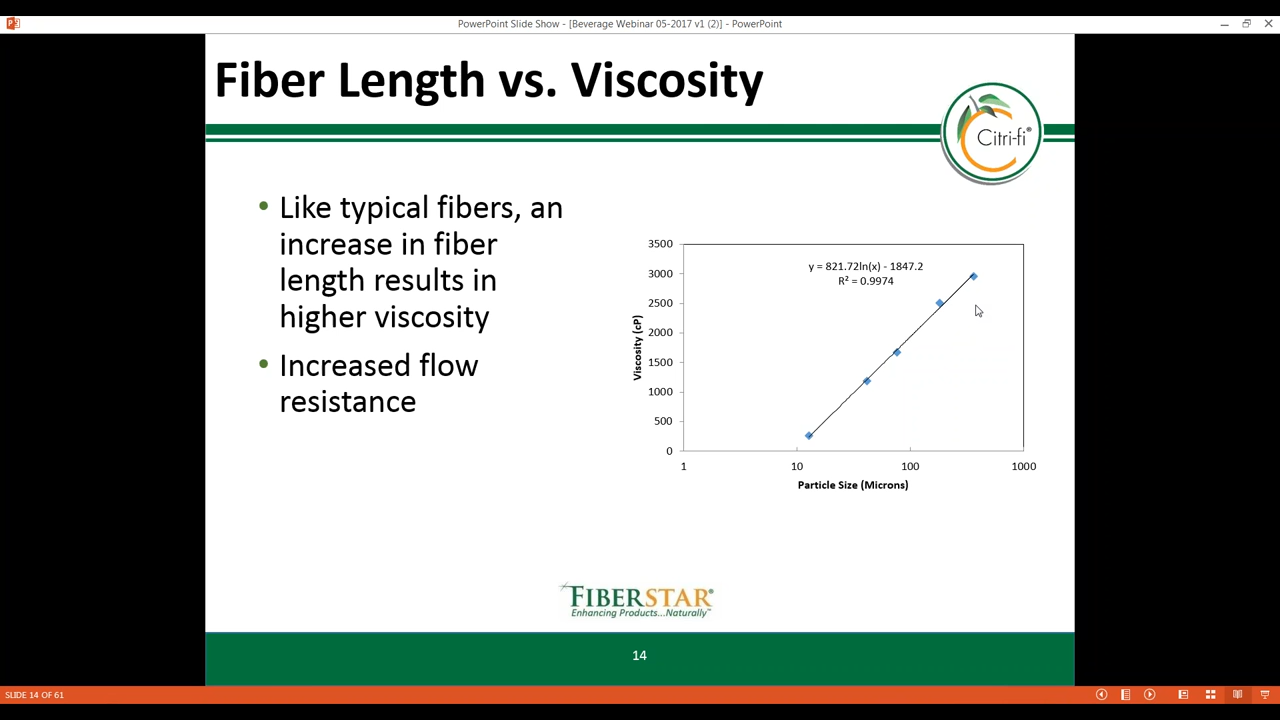 PowerPoint Slide Show - [Beverage Webinar 05-2017 v1 (2)] - PowerPoint
Fiber Length vs. Viscosity
Citri-fi®
• Like typical fibers, an
increase in fiber
length results in
higher viscosity
• Increased flow
resistance
3500
3000
2500
2000
1500
1000
500
0
Viscosity (cP)
y = 821.72ln(x) - 1847.2
R² = 0.9974
1 10 100 1000
Particle Size (Microns)
FIBERSTAR®
Enhancing Products...Naturally™
14
SLIDE 14 OF 61